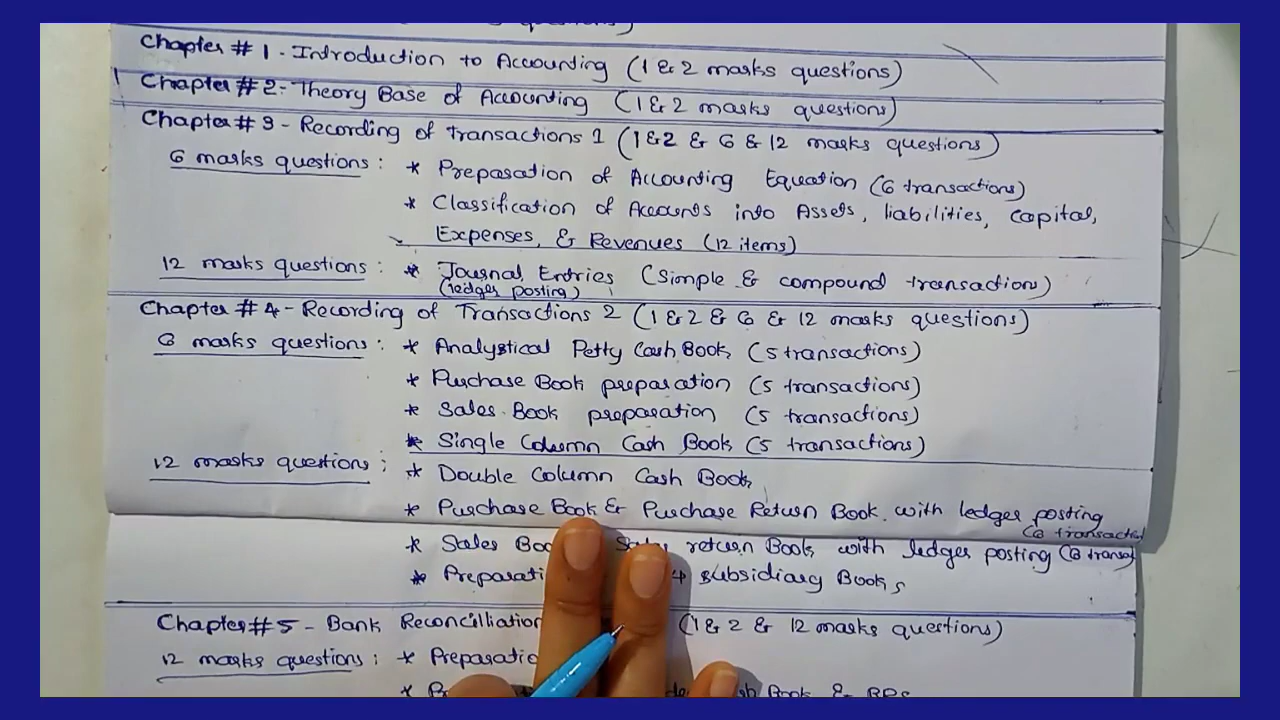 questions)
Chapter # 1 - Introduction to Accounting (1 & 2 marks questions)
Chapter # 2 :- Theory Base of Accounting (1 & 2 marks questions)
Chapter # 3 - Recording of transactions 1 (1 & 2 & 6 & 12 marks questions)
6 marks questions : * Preparation of Accounting Equation (6 transactions)
* Classification of Accounts into Assets, liabilities, Capital,
Expenses, & Revenues (12 items)
12 marks questions : * Journal Entries (Simple & compound transaction)
(ledger posting)
Chapter # 4 - Recording of Transactions 2 (1 & 2 & 6 & 12 marks questions)
6 marks questions : * Analytical Petty Cash Book (5 transactions)
* Purchase Book preparation (5 transactions)
* Sales Book preparation (5 transactions)
* Single Column Cash Book (5 transactions)
12 marks questions ; * Double Column Cash Book
* Purchase Book & Purchase Return Book with ledger posting
* Sales return Book with ledger posting
* 4 subsidiary Books
Chapter # 5 - Bank Reconcilliation (1 & 2 & 12 marks questions)
12 marks questions : *
* Book & BRS